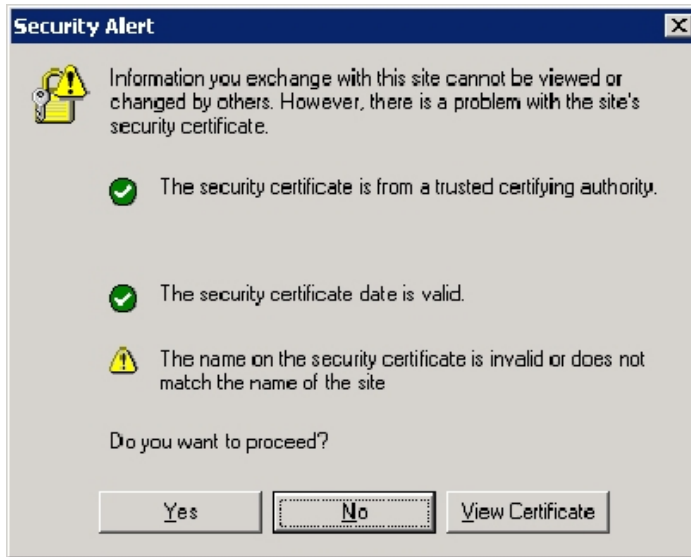 Security Alert
Information you exchange with this site cannot be viewed or
changed by others. However, there is a problem with the site's
security certificate.
The security certificate is from a trusted certifying authority.
The security certificate date is valid.
The name on the security certificate is invalid or does not
match the name of the site
Do you want to proceed?
Yes No View Certificate